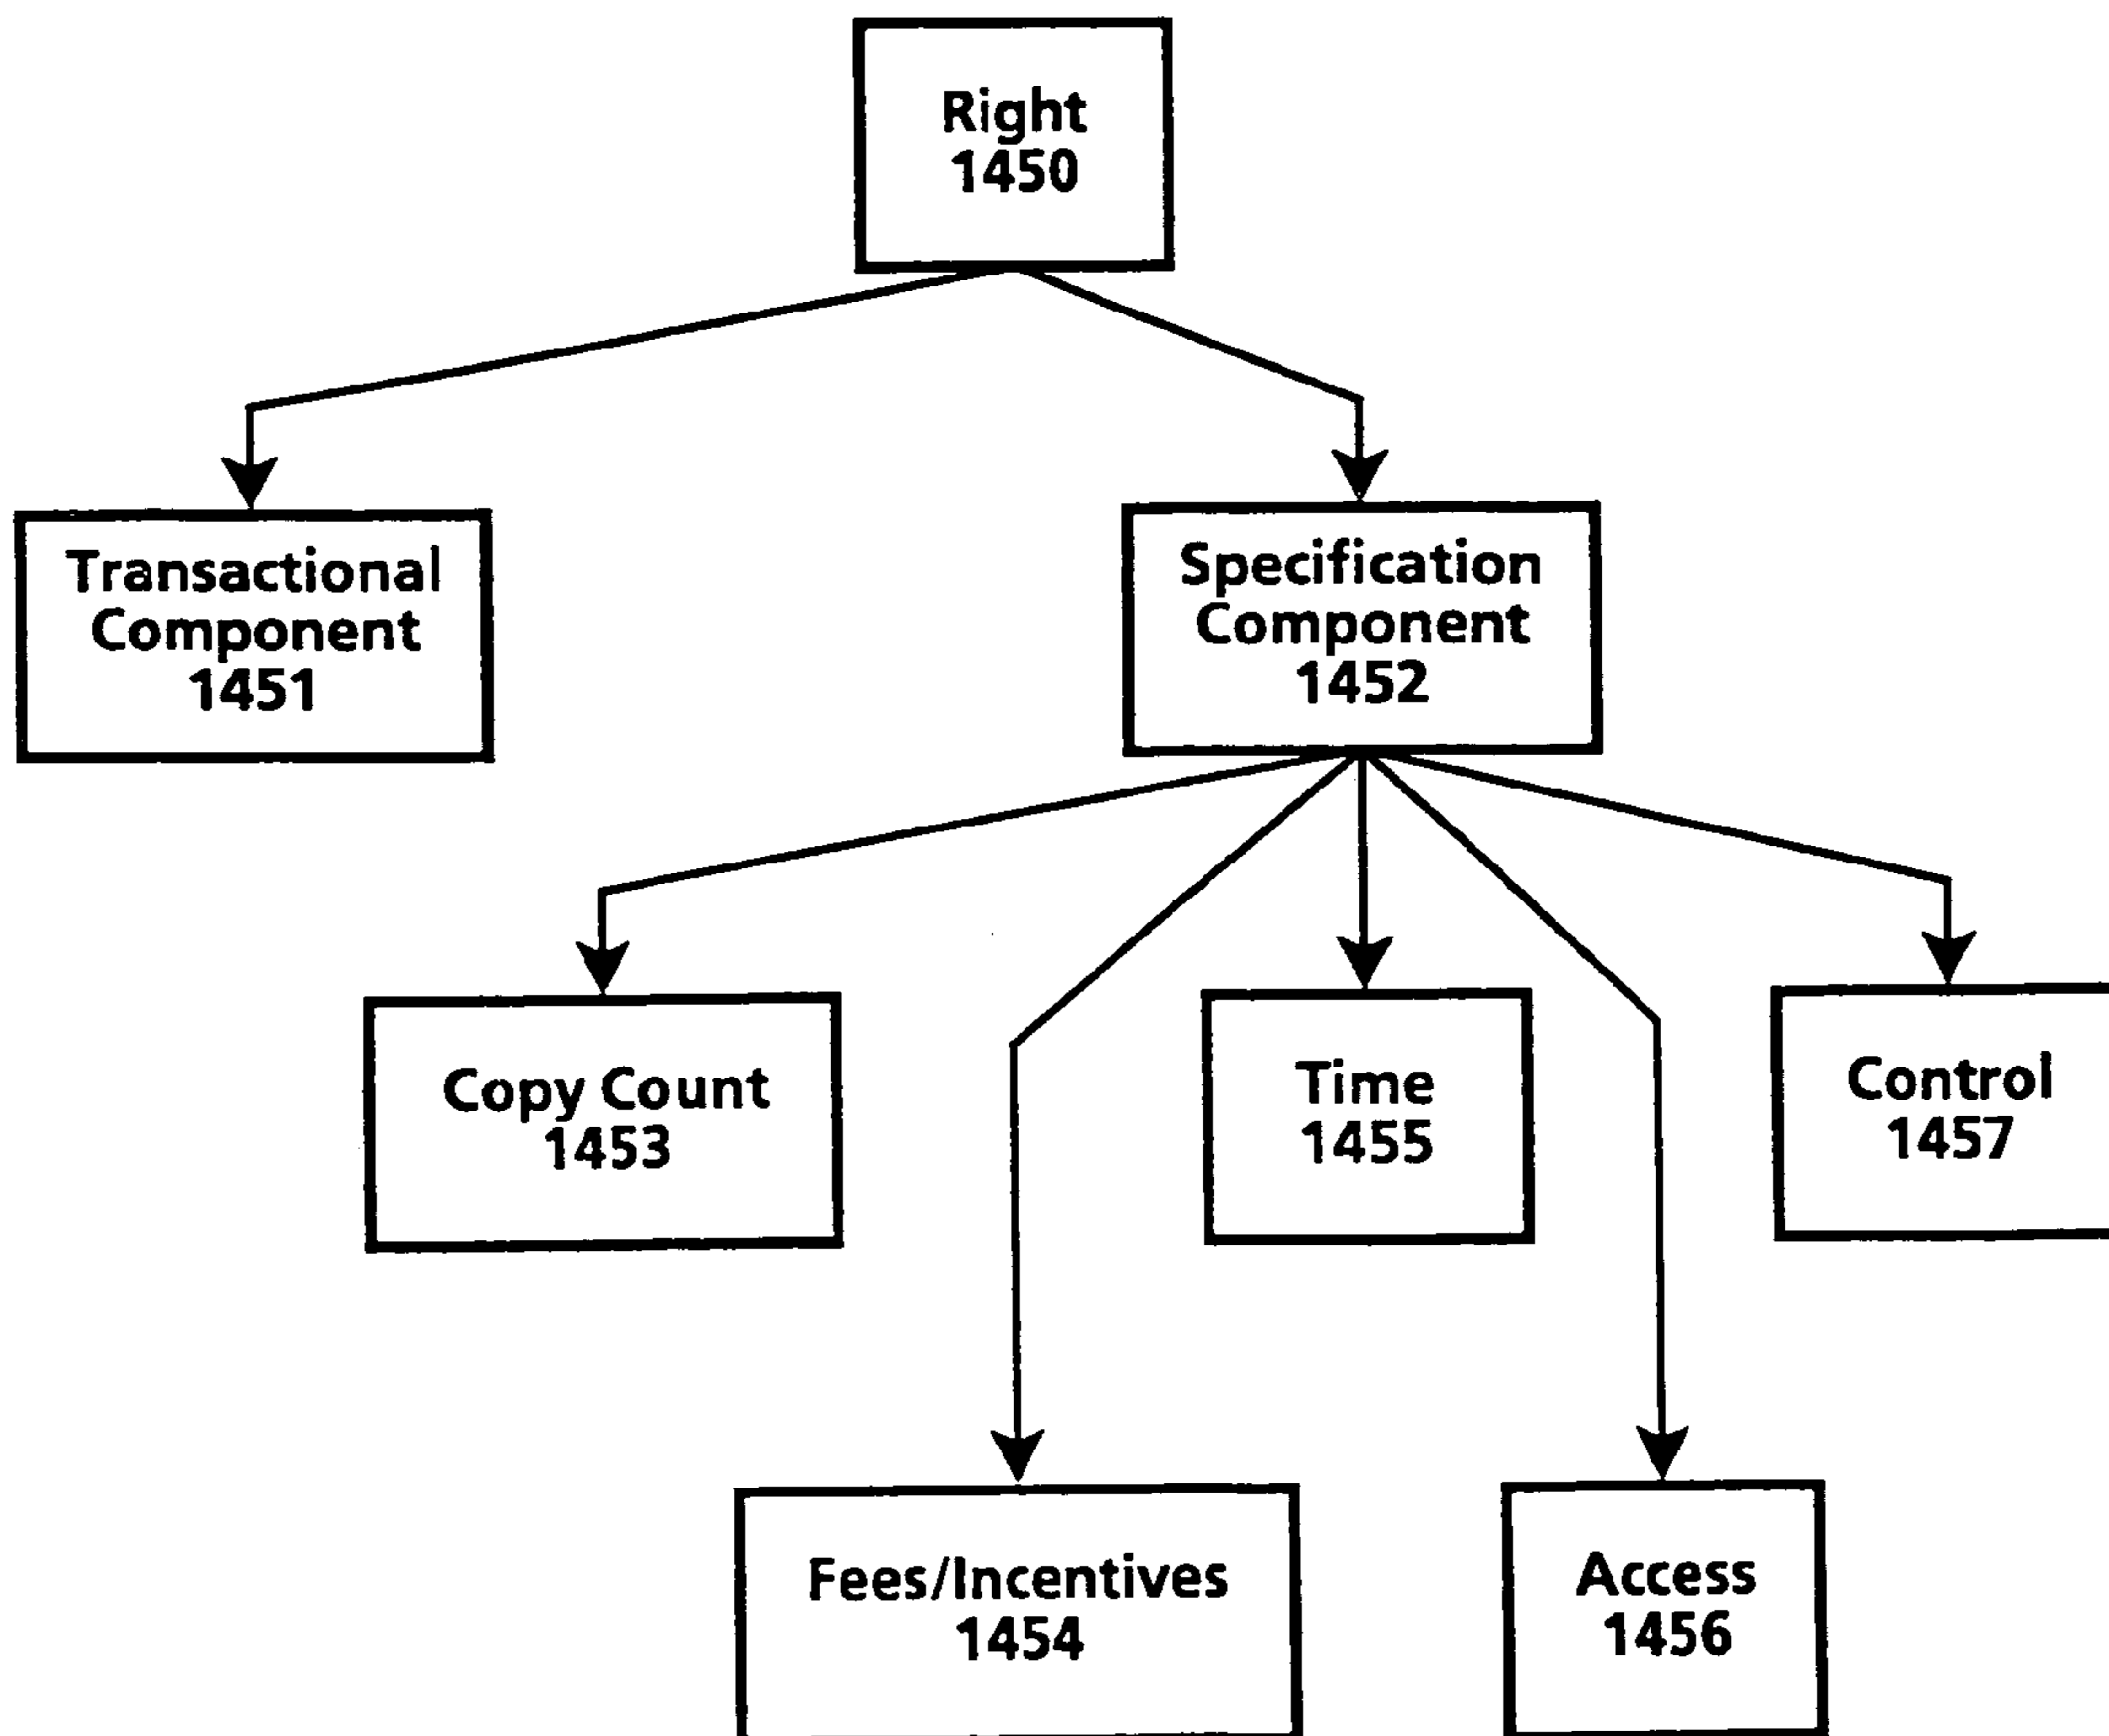 Right
1450
Transactional
Component
1451
Specification
Component
1452
Copy Count
1453
Time
1455
Control
1457
Fees/Incentives
1454
Access
1456